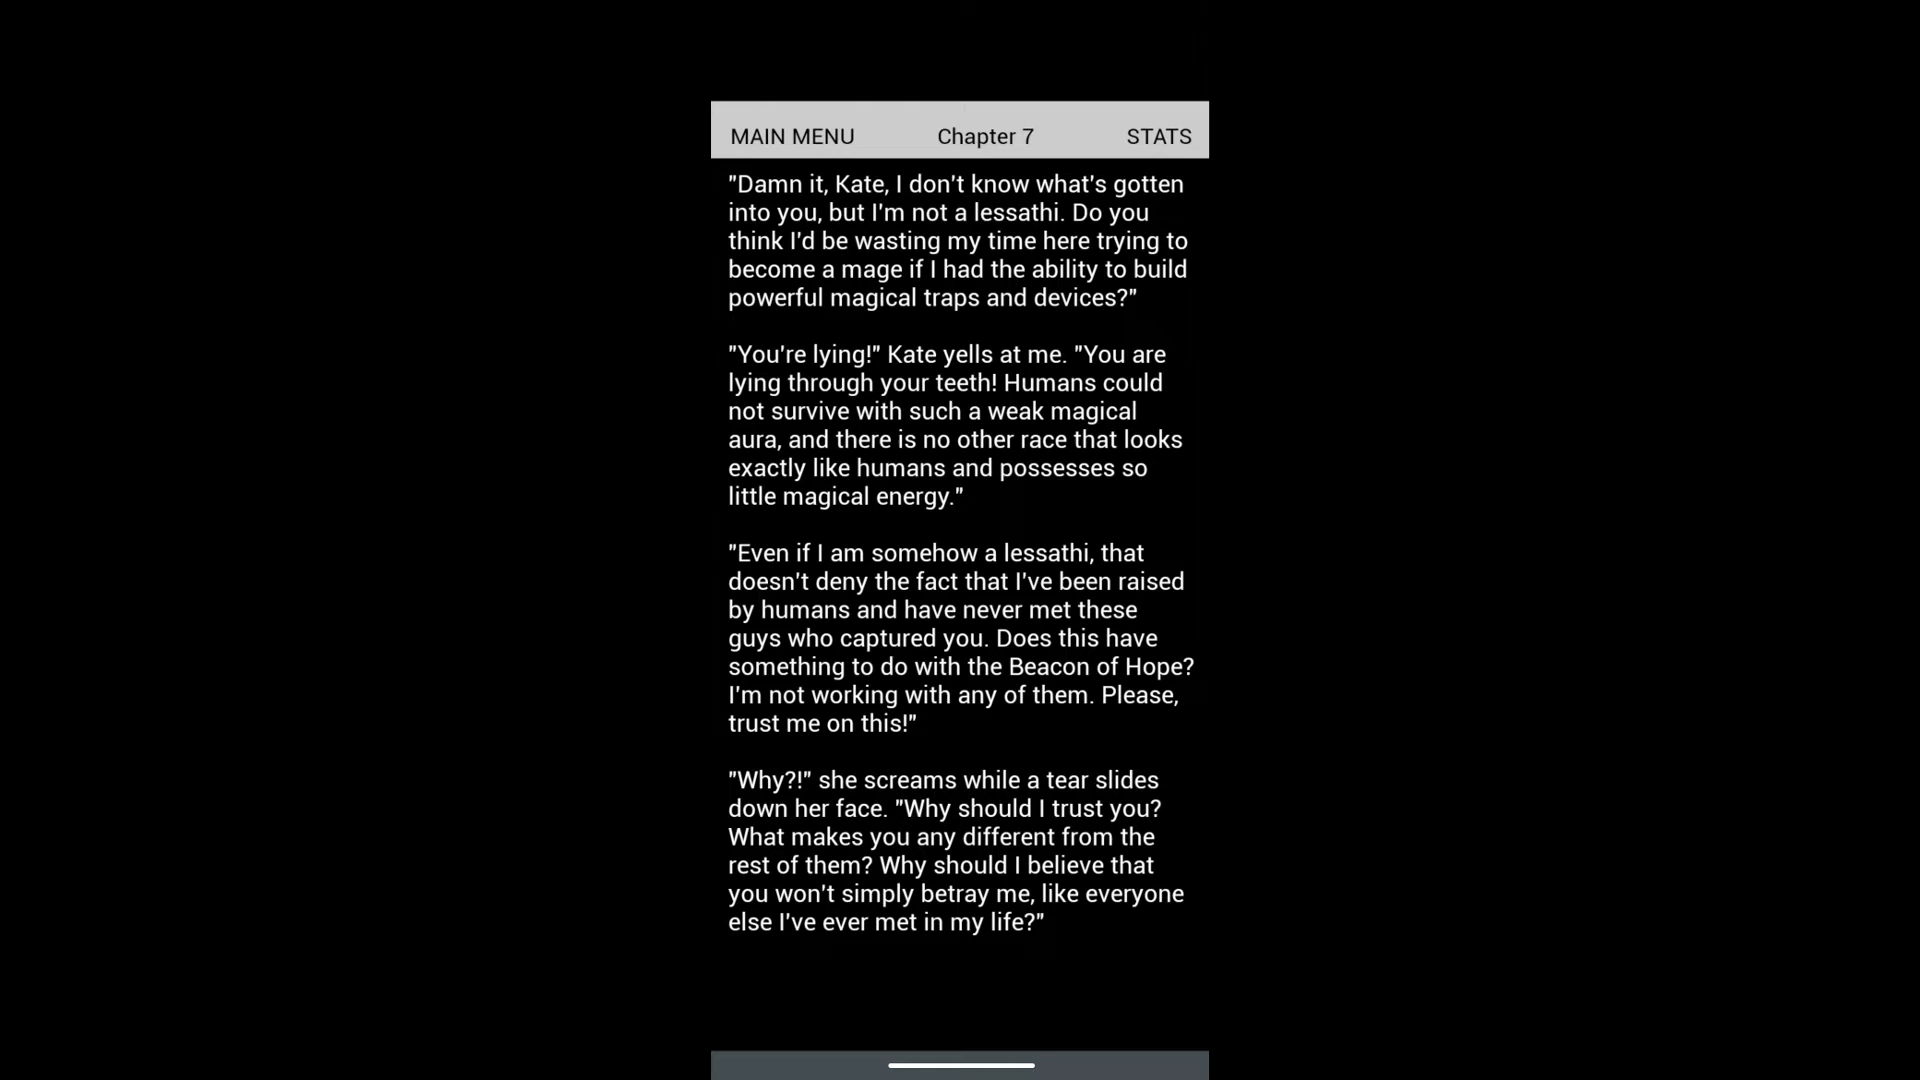 MAIN MENU Chapter 7 STATS
"Damn it, Kate, I don't know what's gotten
into you, but I'm not a lessathi. Do you
think I'd be wasting my time here trying to
become a mage if I had the ability to build
powerful magical traps and devices?"
"You're lying!" Kate yells at me. "You are
lying through your teeth! Humans could
not survive with such a weak magical
aura, and there is no other race that looks
exactly like humans and possesses so
little magical energy."
"Even if I am somehow a lessathi, that
doesn't deny the fact that I've been raised
by humans and have never met these
guys who captured you. Does this have
something to do with the Beacon of Hope?
I'm not working with any of them. Please,
trust me on this!"
"Why?!" she screams while a tear slides
down her face. "Why should I trust you?
What makes you any different from the
rest of them? Why should I believe that
you won't simply betray me, like everyone
else I've ever met in my life?"